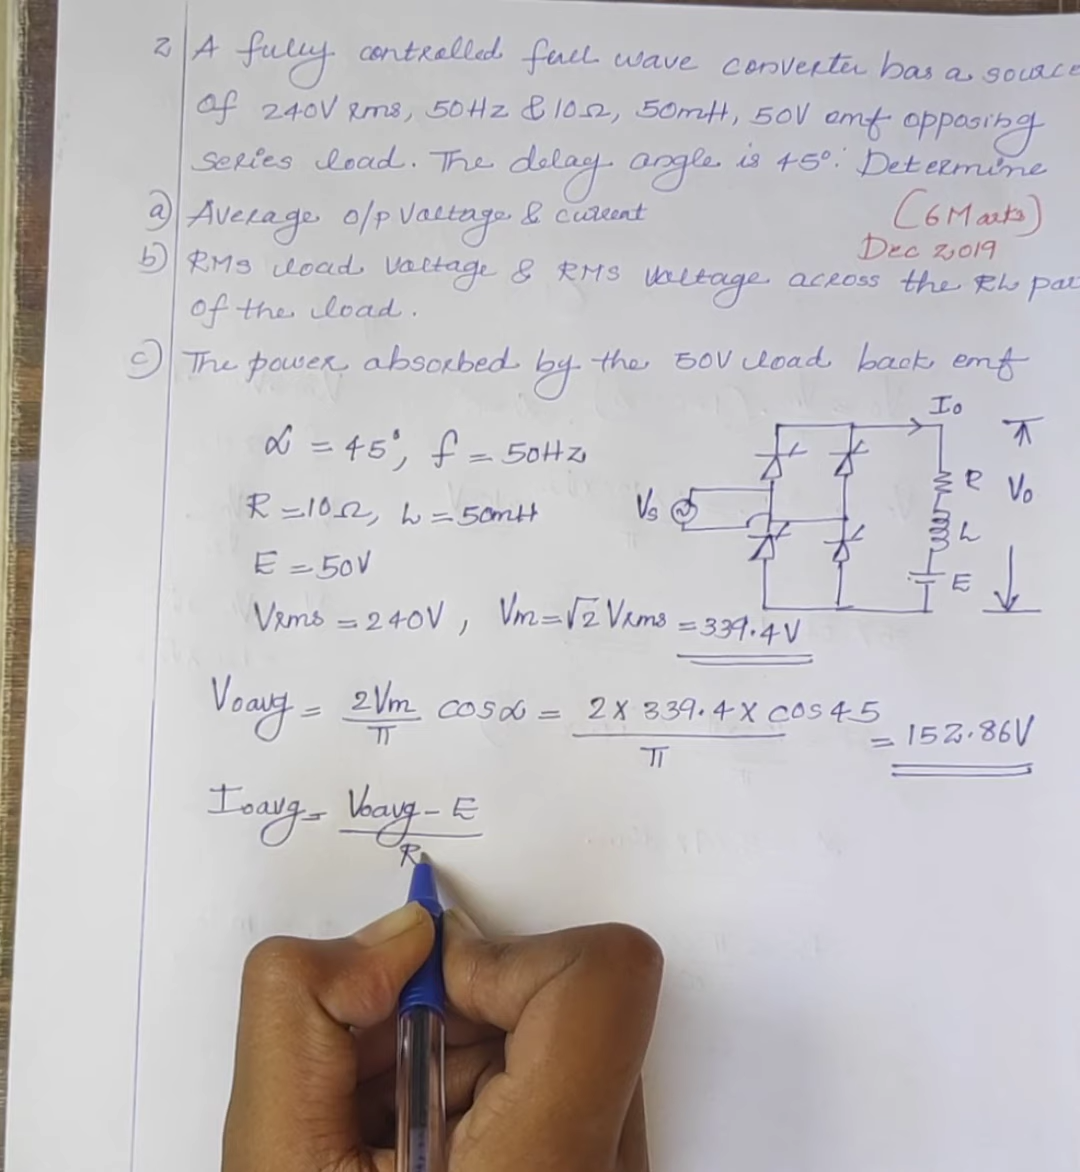 2 A fully controlled full wave converter has a source
of 240V rms, 50Hz & 10Ω, 50mH, 50V emf opposing
series load. The delay angle is 45°. Determine
a) Average o/p Voltage & current
(6 Marks)
Dec 2019
b) RMS load Voltage & RMS Voltage across the RL par
of the load.
c) The power absorbed by the 50V load back emf
α = 45°, f = 50Hz
R = 10Ω, L = 50mH
E = 50V
Vrms = 240V, Vm = √2 Vrms = 339.4V
Io
Vs
R
L
E
Vo
Voavg = 2Vm/π cosα = 2 x 339.4 x cos 45/π = 152.86V
Ioavg = Voavg - E/R